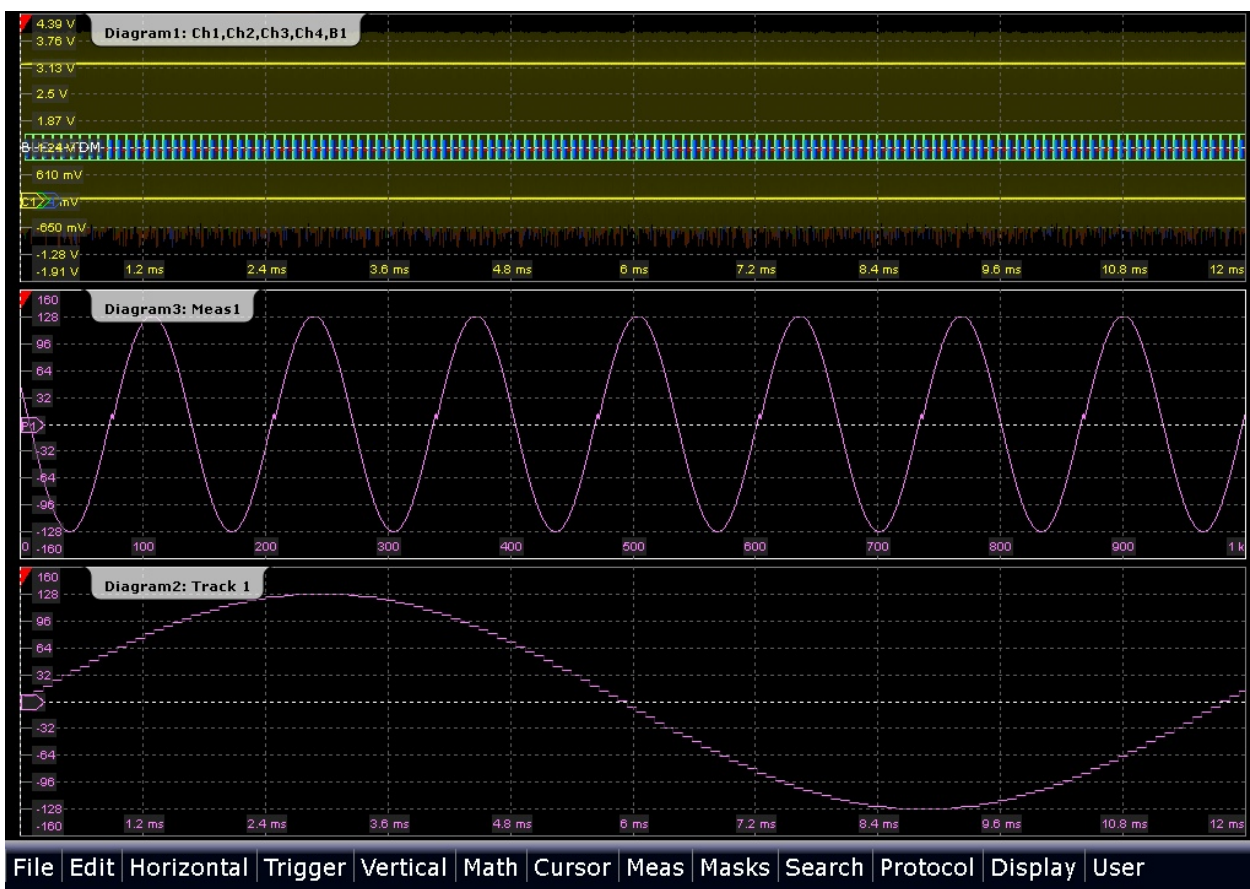 4.39 V
Diagram1: Ch1,Ch2,Ch3,Ch4,B1
3.76 V
3.13 V
2.5 V
1.87 V
1.24 V TDM
610 mV
C1 mV
-650 mV
-1.28 V
-1.91 V 1.2 ms 2.4 ms 3.6 ms 4.8 ms 6 ms 7.2 ms 8.4 ms 9.6 ms 10.8 ms 12 ms
160
Diagram3: Meas1
128
96
64
32
-32
-64
-96
-128
0 -160 100 200 300 400 500 600 700 800 900 1 k
160
Diagram2: Track 1
128
96
64
32
-32
-64
-96
-128
-160 1.2 ms 2.4 ms 3.6 ms 4.8 ms 6 ms 7.2 ms 8.4 ms 9.6 ms 10.8 ms 12 ms
File Edit Horizontal Trigger Vertical Math Cursor Meas Masks Search Protocol Display User